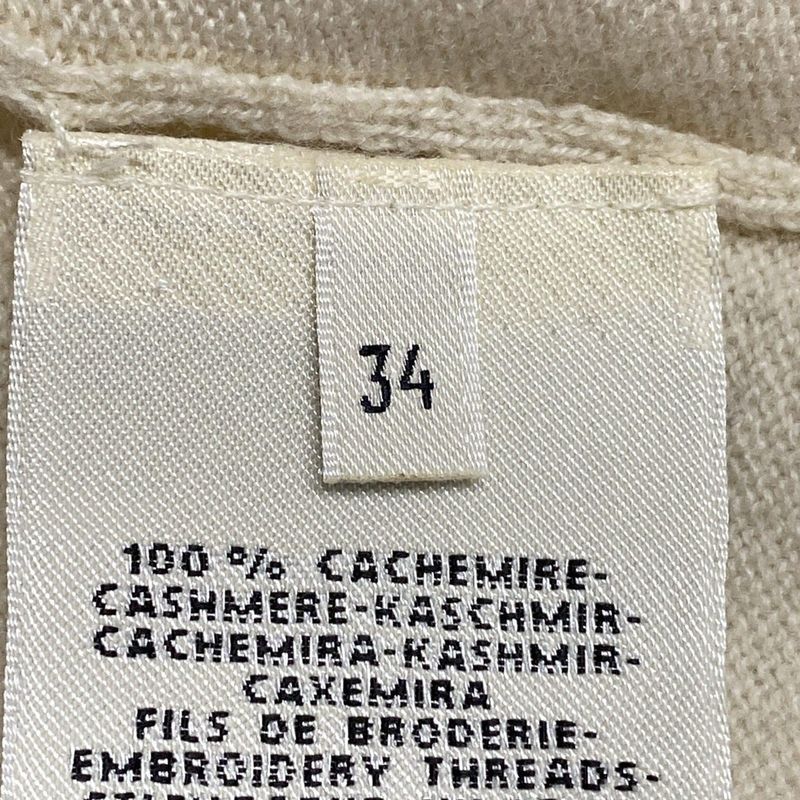 34
100 % CACHEMIRE-
CASHMERE-KASCHMIR-
CACHEMIRA-KASHMIR-
CAXEMIRA
FILS DE BRODERIE-
EMBROIDERY THREADS-